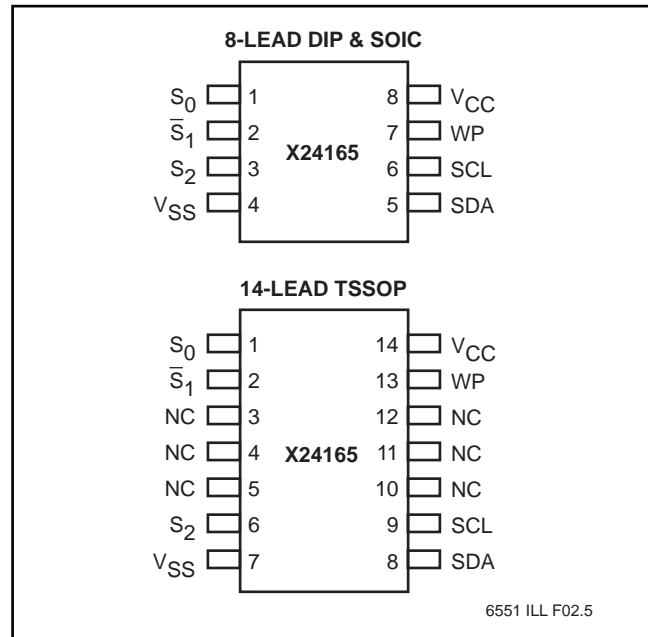 8-LEAD DIP & SOIC
S0 1 8 VCC
S̅1 2 7 WP
X24165
S2 3 6 SCL
VSS 4 5 SDA
14-LEAD TSSOP
S0 1 14 VCC
S̅1 2 13 WP
NC 3 12 NC
NC 4 X24165 11 NC
NC 5 10 NC
S2 6 9 SCL
VSS 7 8 SDA
6551 ILL F02.5